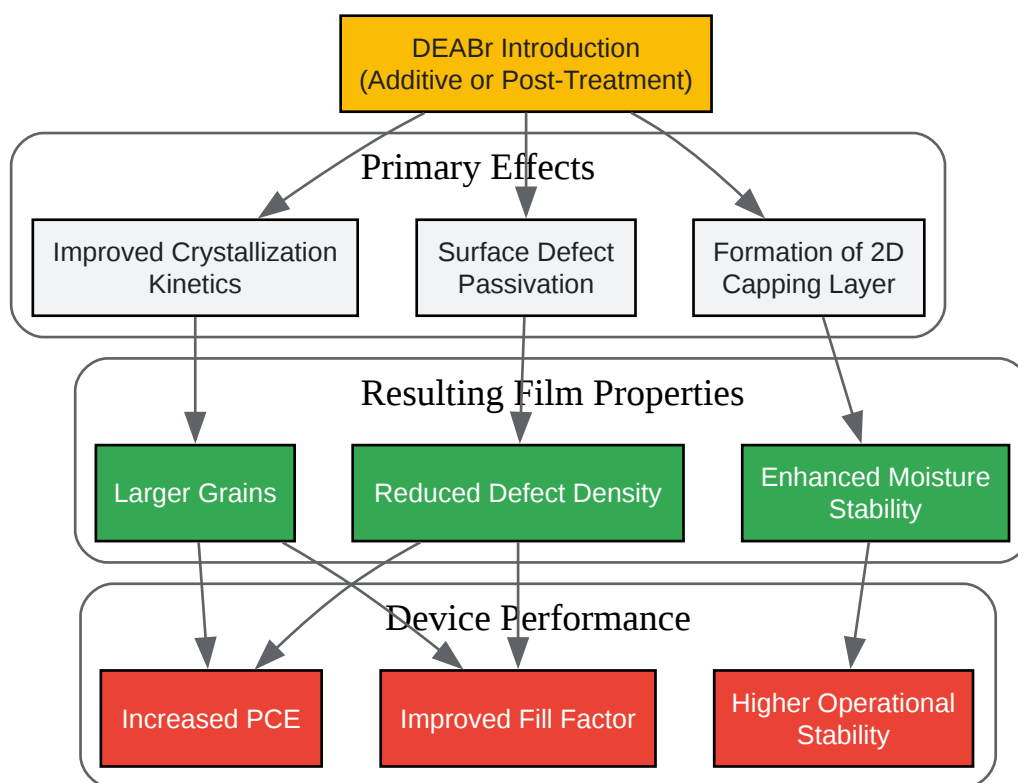 DEABr Introduction
(Additive or Post-Treatment)
Primary Effects
Improved Crystallization
Kinetics
Surface Defect
Passivation
Formation of 2D
Capping Layer
Resulting Film Properties
Larger Grains
Reduced Defect Density
Enhanced Moisture
Stability
Device Performance
Increased PCE
Improved Fill Factor
Higher Operational
Stability